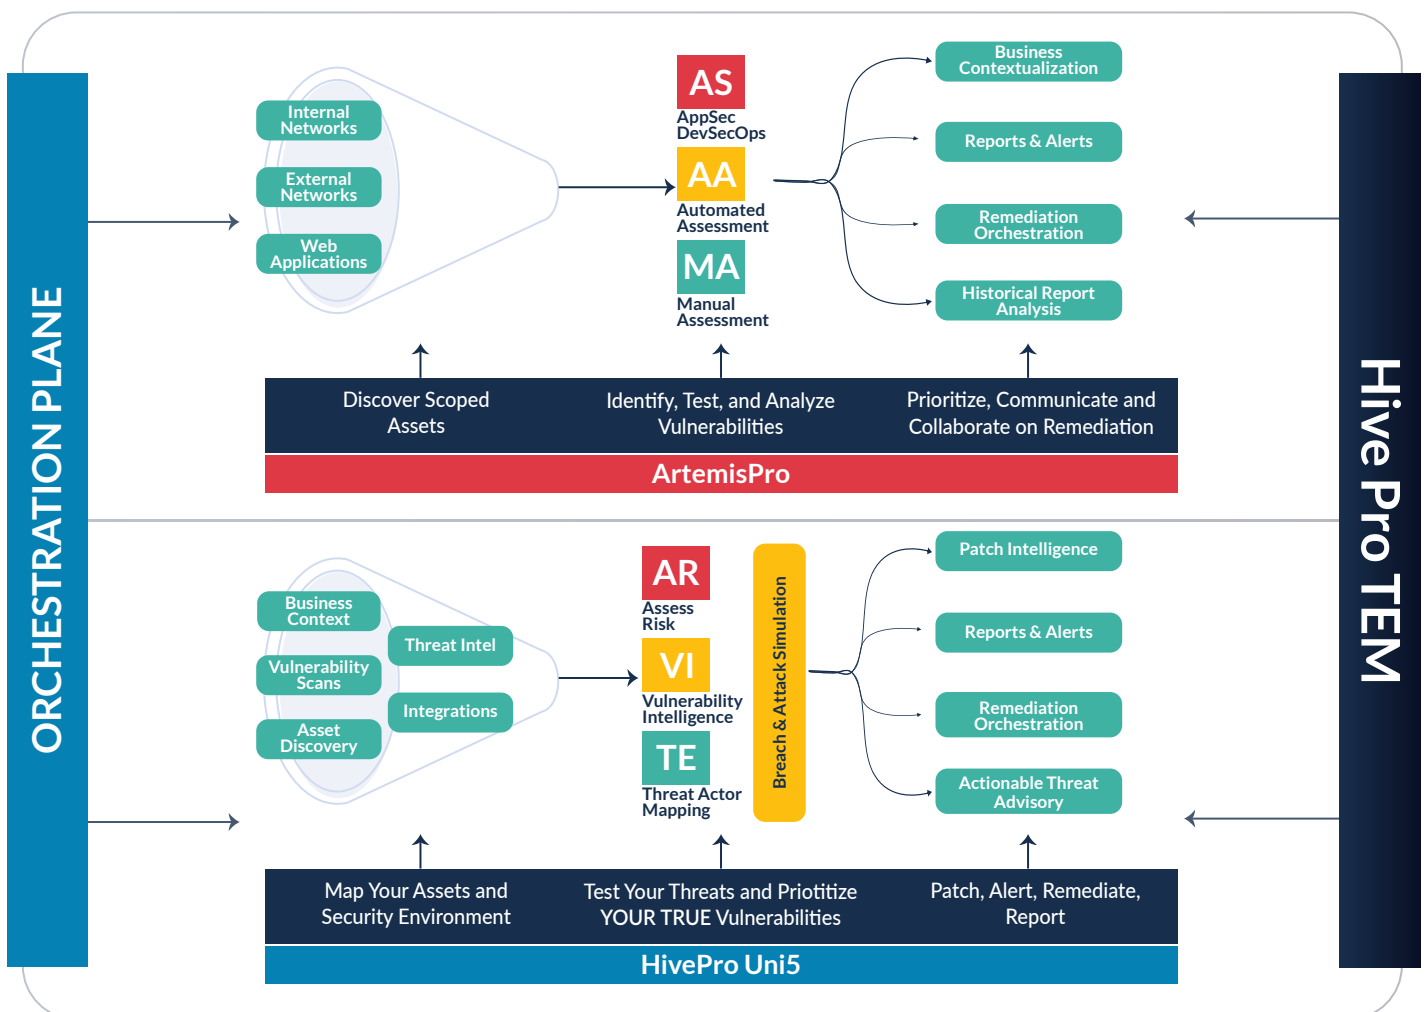 ORCHESTRATION PLANE
Internal
Networks
External
Networks
Web
Applications
AS
AppSec
DevSecOps
AA
Automated
Assessment
MA
Manual
Assessment
Business
Contextualization
Reports & Alerts
Remediation
Orchestration
Historical Report
Analysis
Discover Scoped
Assets
Identify, Test, and Analyze
Vulnerabilities
Prioritize, Communicate and
Collaborate on Remediation
ArtemisPro
Business
Context
Vulnerability
Scans
Asset
Discovery
Threat Intel
Integrations
AR
Assess
Risk
VI
Vulnerability
Intelligence
TE
Threat Actor
Mapping
Breach & Attack Simulation
Patch Intelligence
Reports & Alerts
Remediation
Orchestration
Actionable Threat
Advisory
Map Your Assets and
Security Environment
Test Your Threats and Priotitize
YOUR TRUE Vulnerabilities
Patch, Alert, Remediate,
Report
HivePro Uni5
Hive Pro TEM